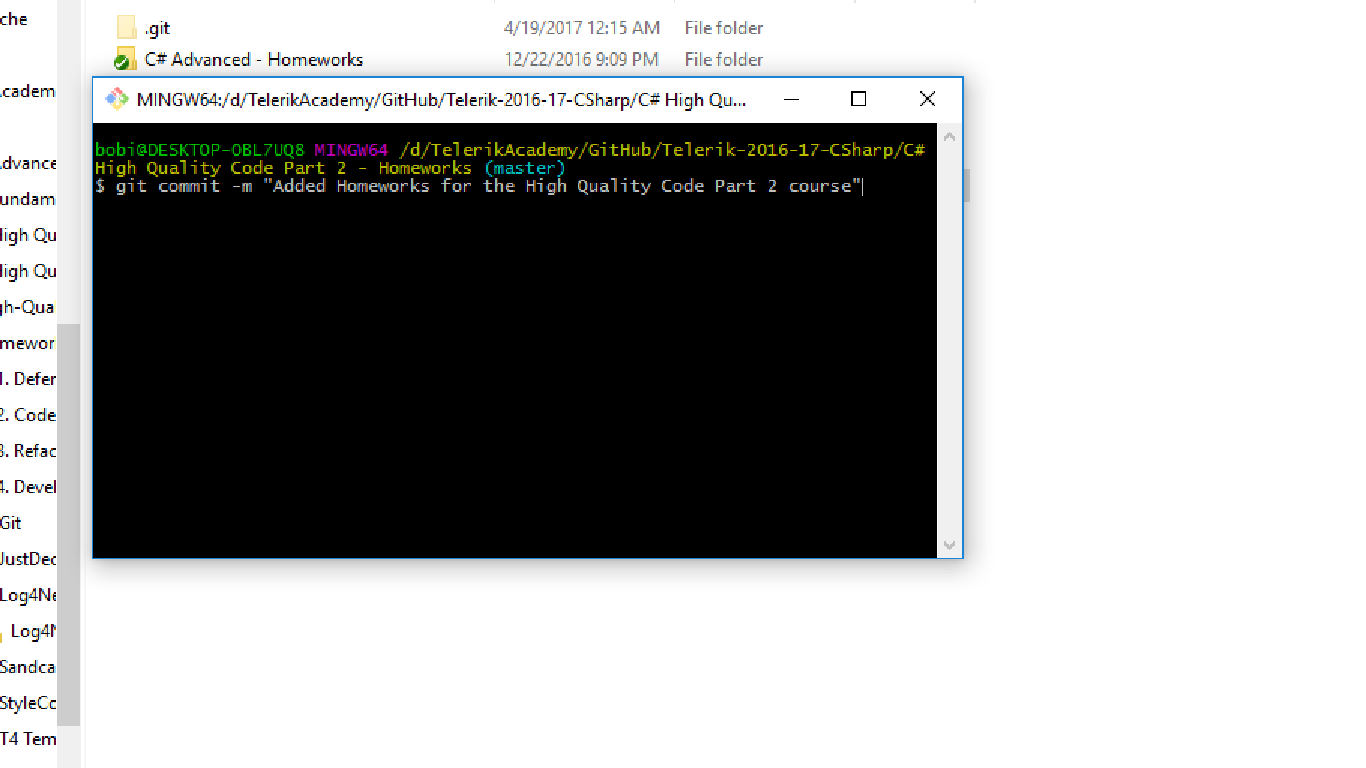 che
.git 4/19/2017 12:15 AM File folder
C# Advanced - Homeworks 12/22/2016 9:09 PM File folder
MINGW64:/d/TelerikAcademy/GitHub/Telerik-2016-17-CSharp/C# High Qu...
bobi@DESKTOP-OBL7UQ8 MINGW64 /d/TelerikAcademy/GitHub/Telerik-2016-17-CSharp/C#
High Quality Code Part 2 - Homeworks (master)
$ git commit -m "Added Homeworks for the High Quality Code Part 2 course"
cadem
dvance
undam
igh Qu
igh Qu
gh-Qua
mewor
1. Defer
2. Code
3. Refac
4. Devel
Git
JustDec
Log4Ne
Log4N
Sandca
StyleCo
T4 Tem